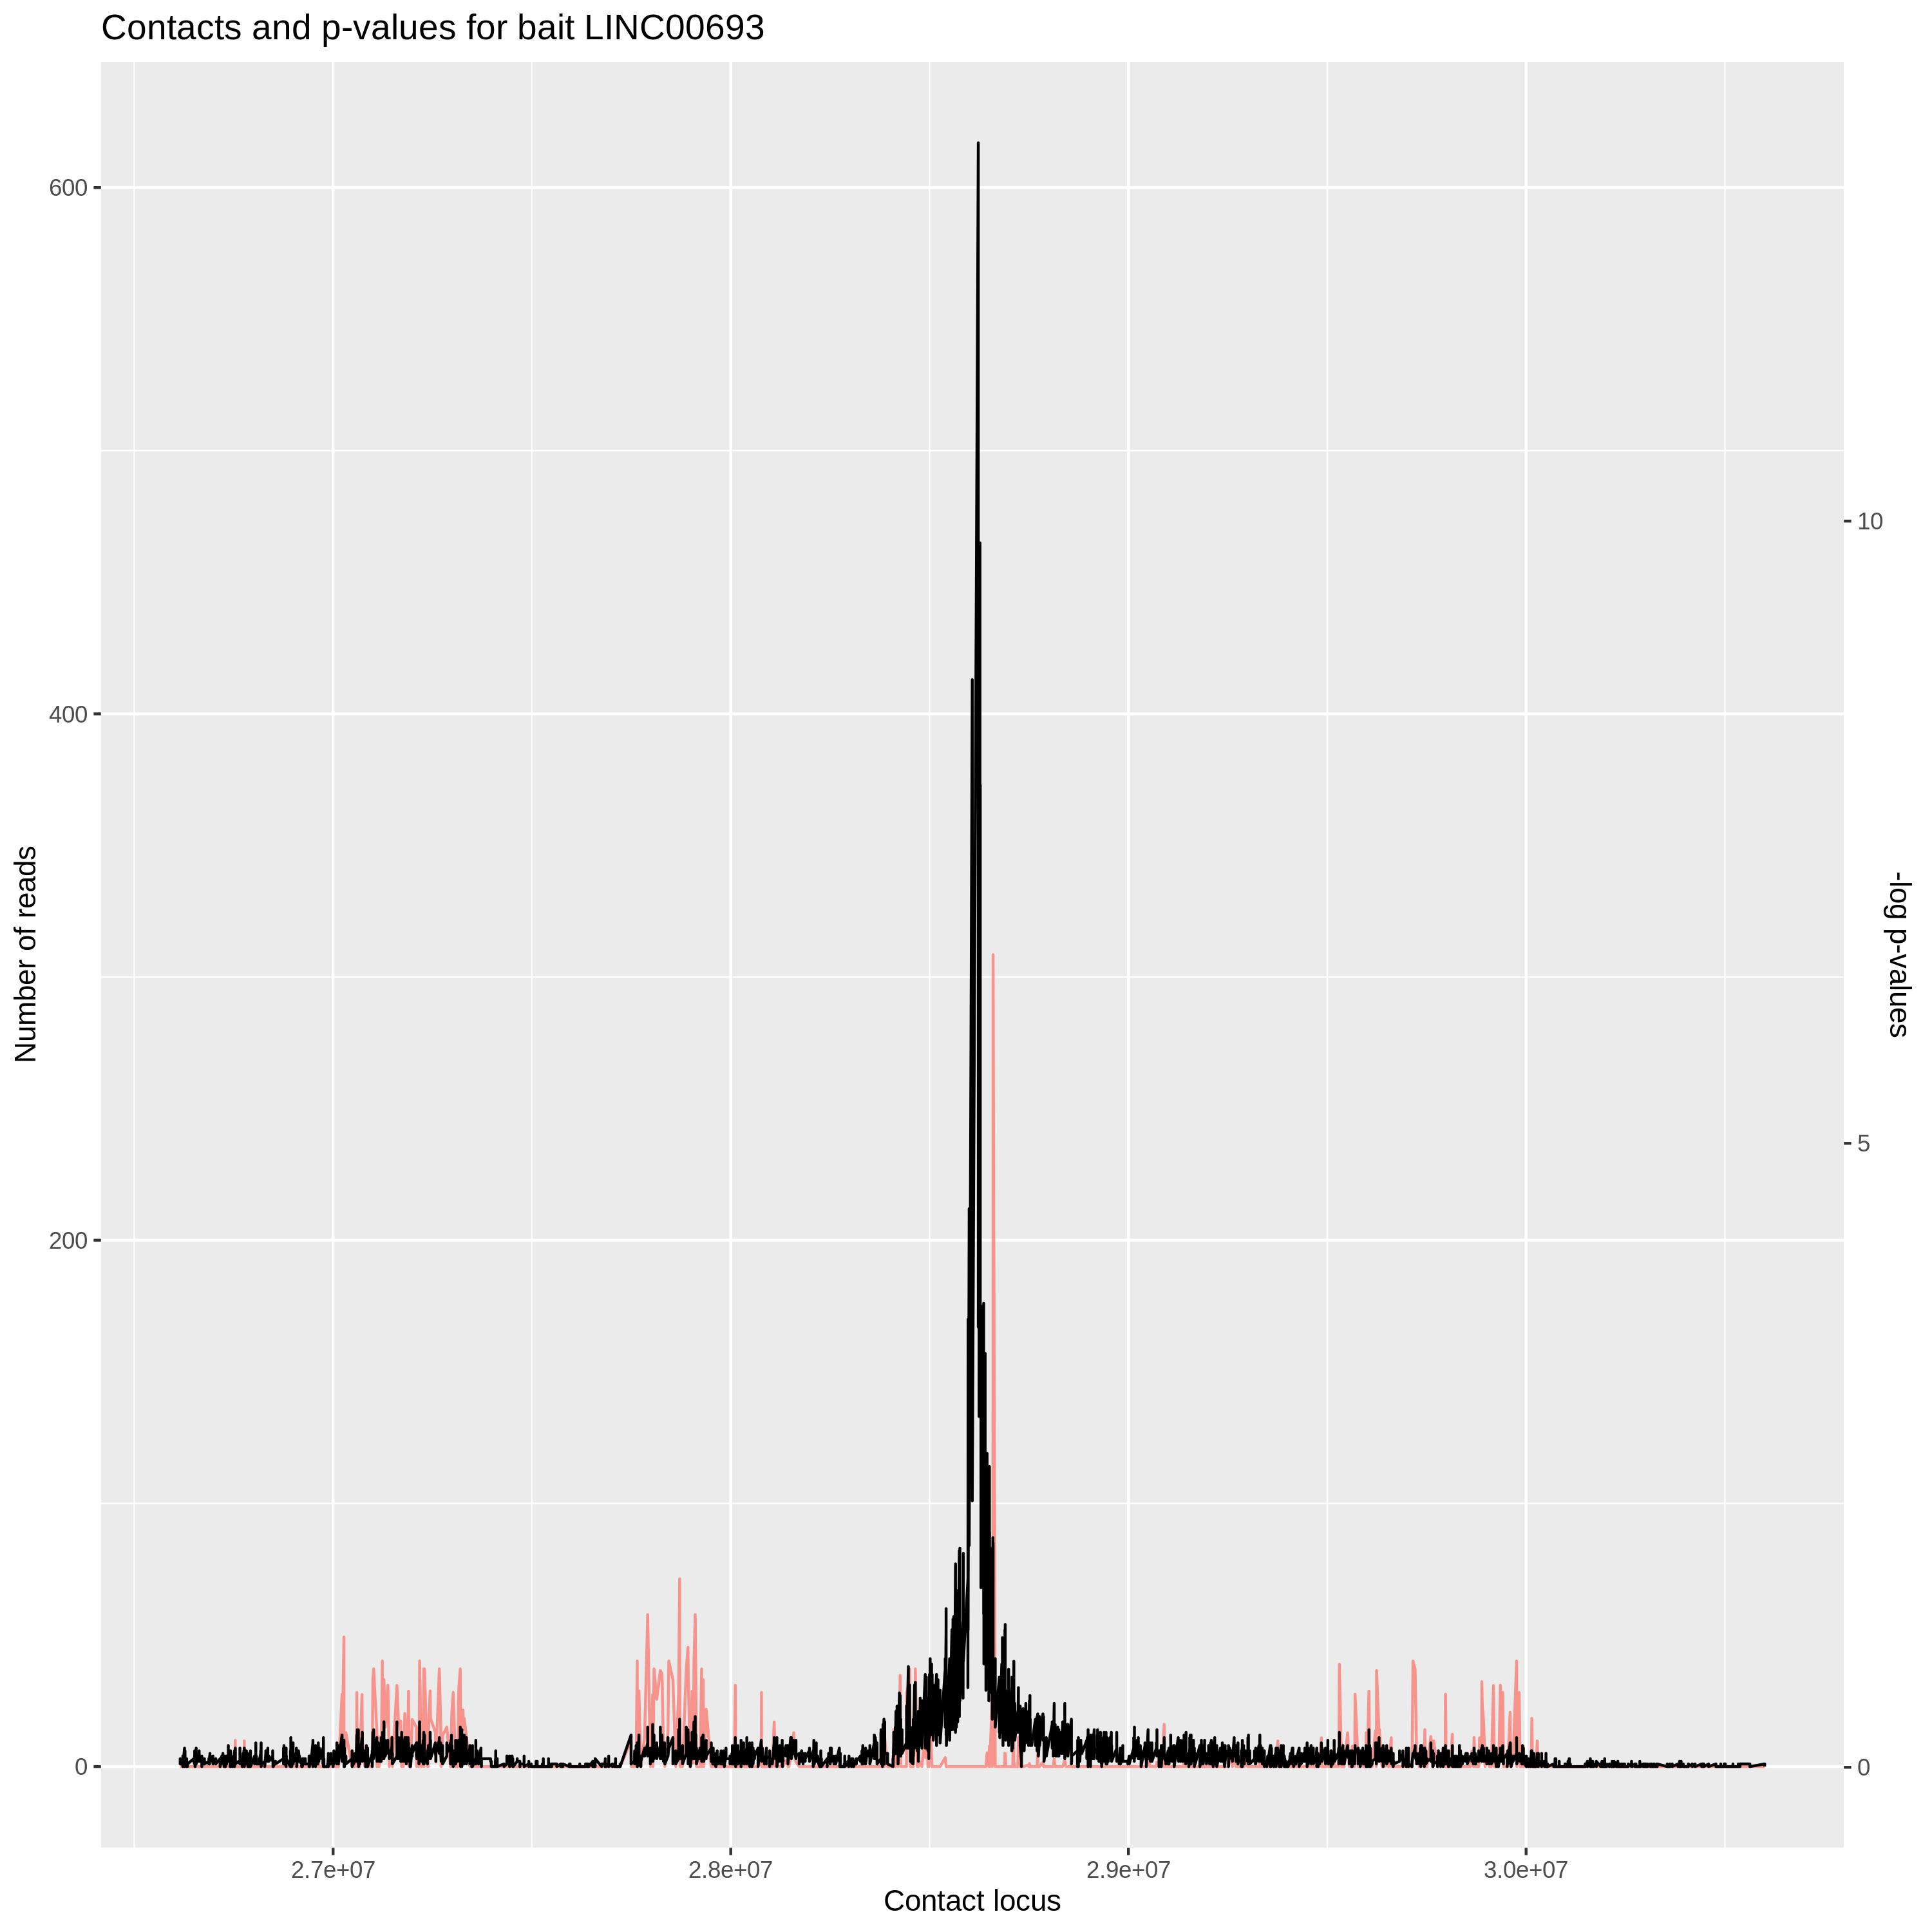 Contacts and p-values for bait LINC00693
600
400
200
0
Number of reads
10
5
0
-log p-values
2.7e+07
2.8e+07
2.9e+07
3.0e+07
Contact locus